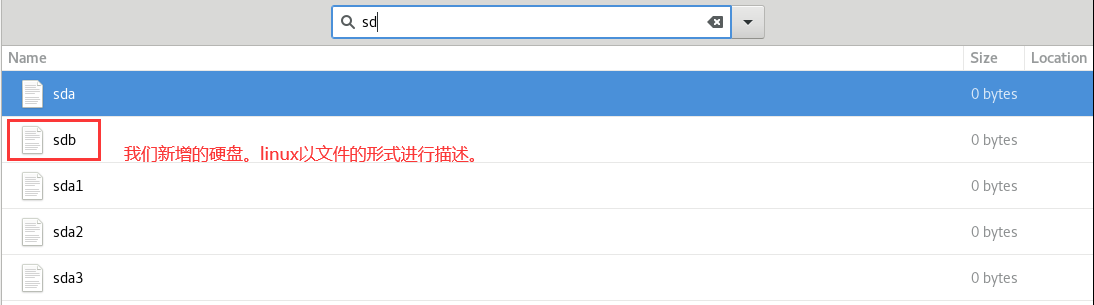 sd
Name Size Location
sda 0 bytes
sdb 我们新增的硬盘。linux以文件的形式进行描述。 0 bytes
sda1 0 bytes
sda2 0 bytes
sda3 0 bytes